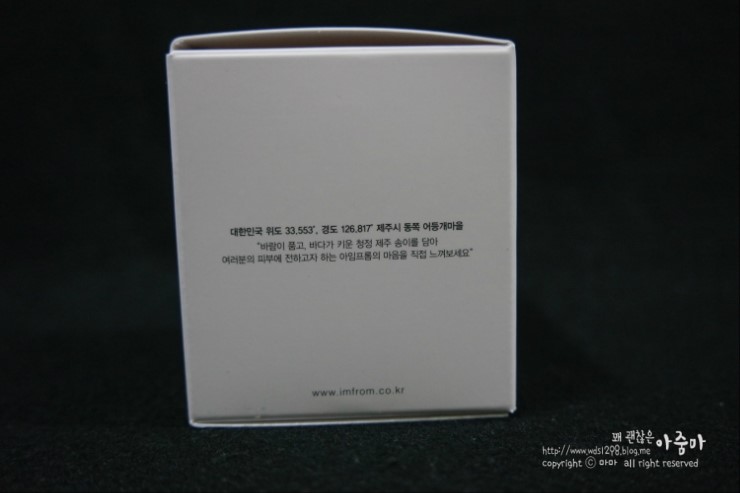 대한민국 위도 33,553°, 경도 126,817° 제주시 동쪽 어등개마을
"바람이 품고, 바다가 키운 청정 제주 송이를 담아
여러분의 피부에 전하고자 하는 아임프롬의 마음을 직접 느껴보세요"
www.imfrom.co.kr
꽤 괜찮은 아줌마
http://www.wds1298.blog.me
copyright ⓒ 마마 all right reserved